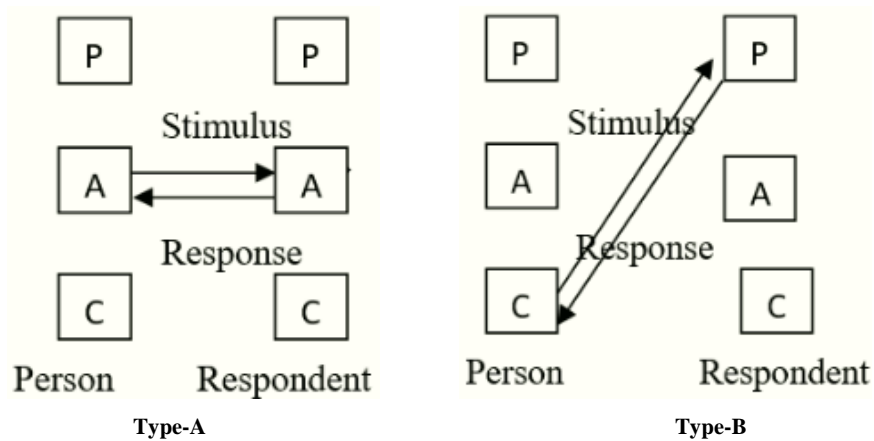 P P
Stimulus
A A
Response
C C
Person Respondent
Type-A
P P
Stimulus
A A
Response
C C
Person Respondent
Type-B